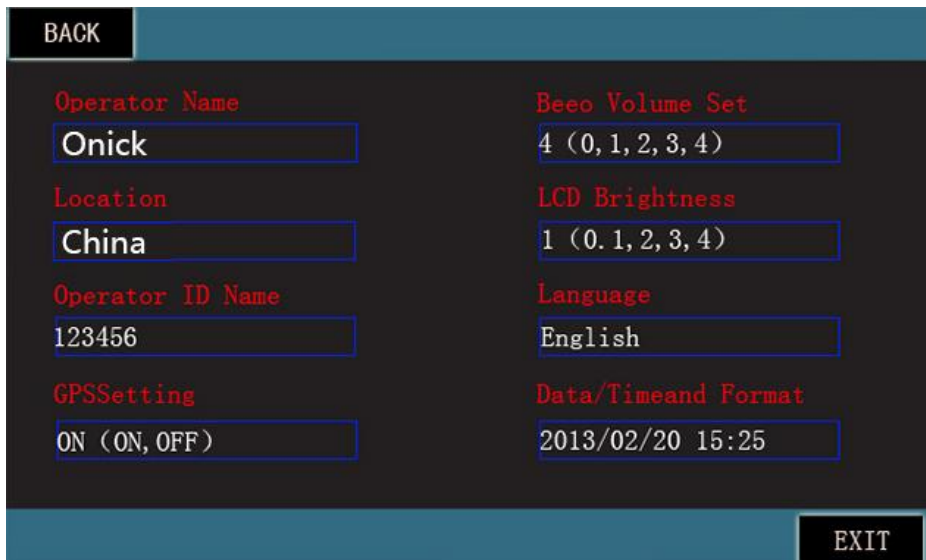 BACK
Operator Name
Onick
Location
China
Operator ID Name
123456
GPSSetting
ON (ON,OFF)
Beeo Volume Set
4 (0,1,2,3,4)
LCD Brightness
1 (0.1,2,3,4)
Language
English
Data/Timeand Format
2013/02/20 15:25
EXIT